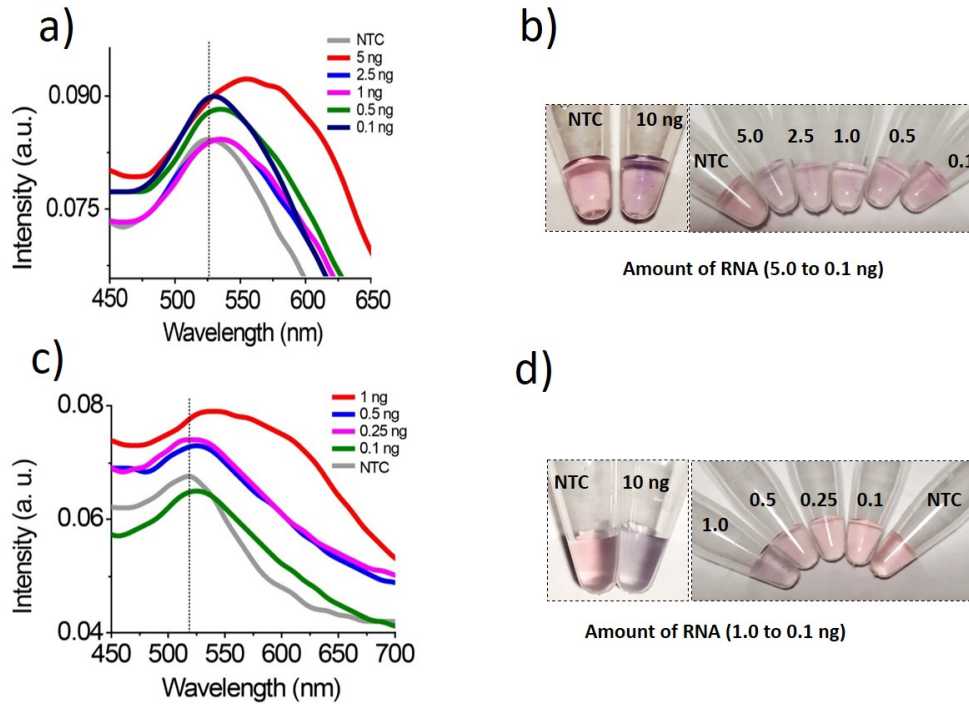 a)
NTC
5 ng
2.5 ng
1 ng
0.5 ng
0.1 ng
0.090
0.075
Intensity (a.u.)
450 500 550 600 650
Wavelength (nm)
b)
NTC 10 ng
NTC 5.0 2.5 1.0 0.5 0.1
Amount of RNA (5.0 to 0.1 ng)
c)
1 ng
0.5 ng
0.25 ng
0.1 ng
NTC
0.08
0.06
0.04
Intensity (a. u.)
450 500 550 600 650 700
Wavelength (nm)
d)
NTC 10 ng
1.0 0.5 0.25 0.1 NTC
Amount of RNA (1.0 to 0.1 ng)